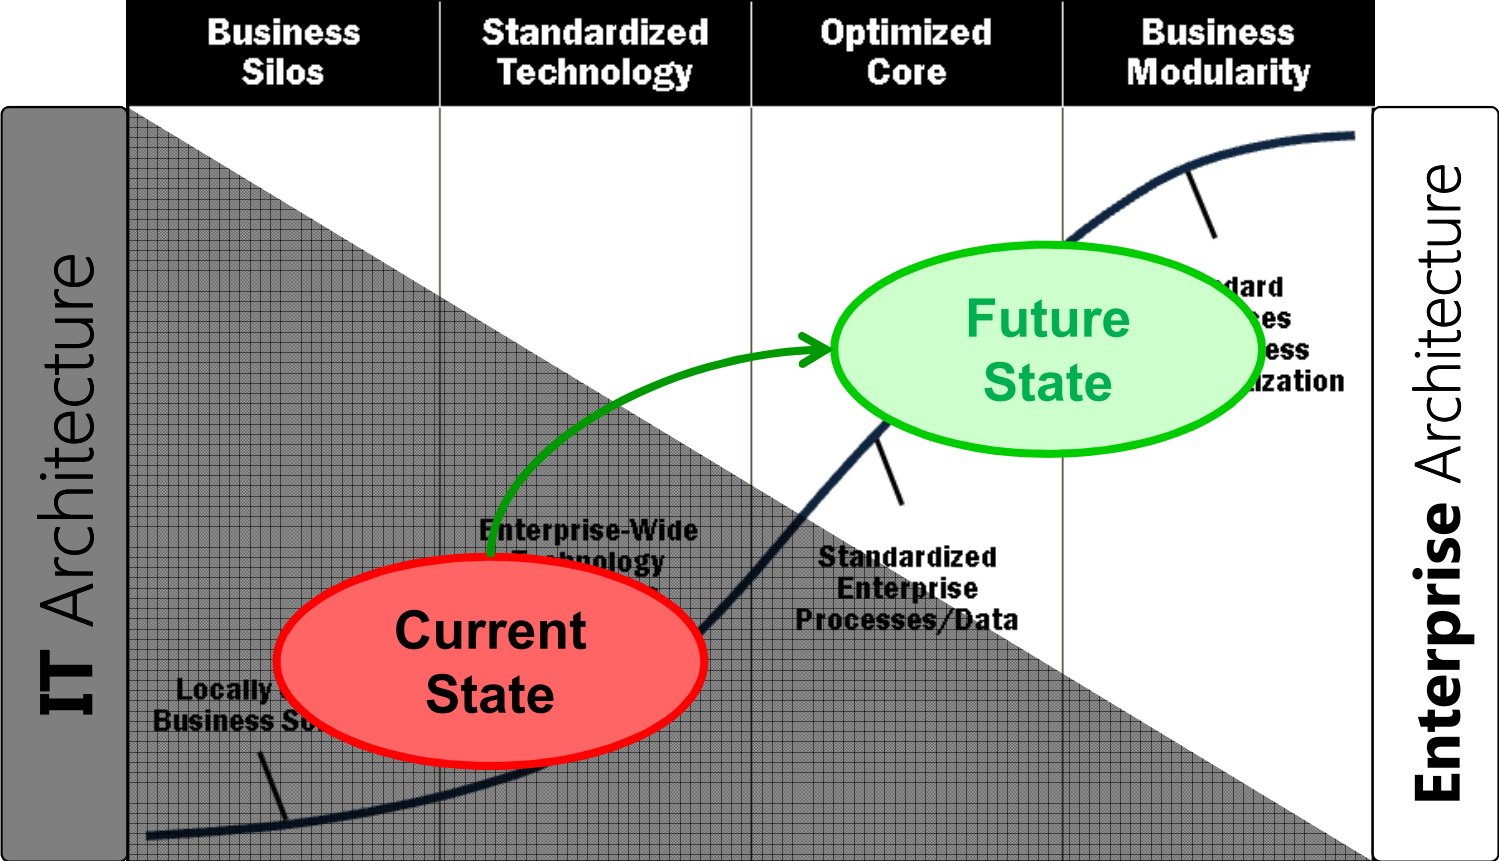 Business
Silos
Standardized
Technology
Optimized
Core
Business
Modularity
IT Architecture
Enterprise Architecture
Future
State
Enterprise-Wide
Technology
Standardized
Enterprise
Processes/Data
Current
State
Locally
Business